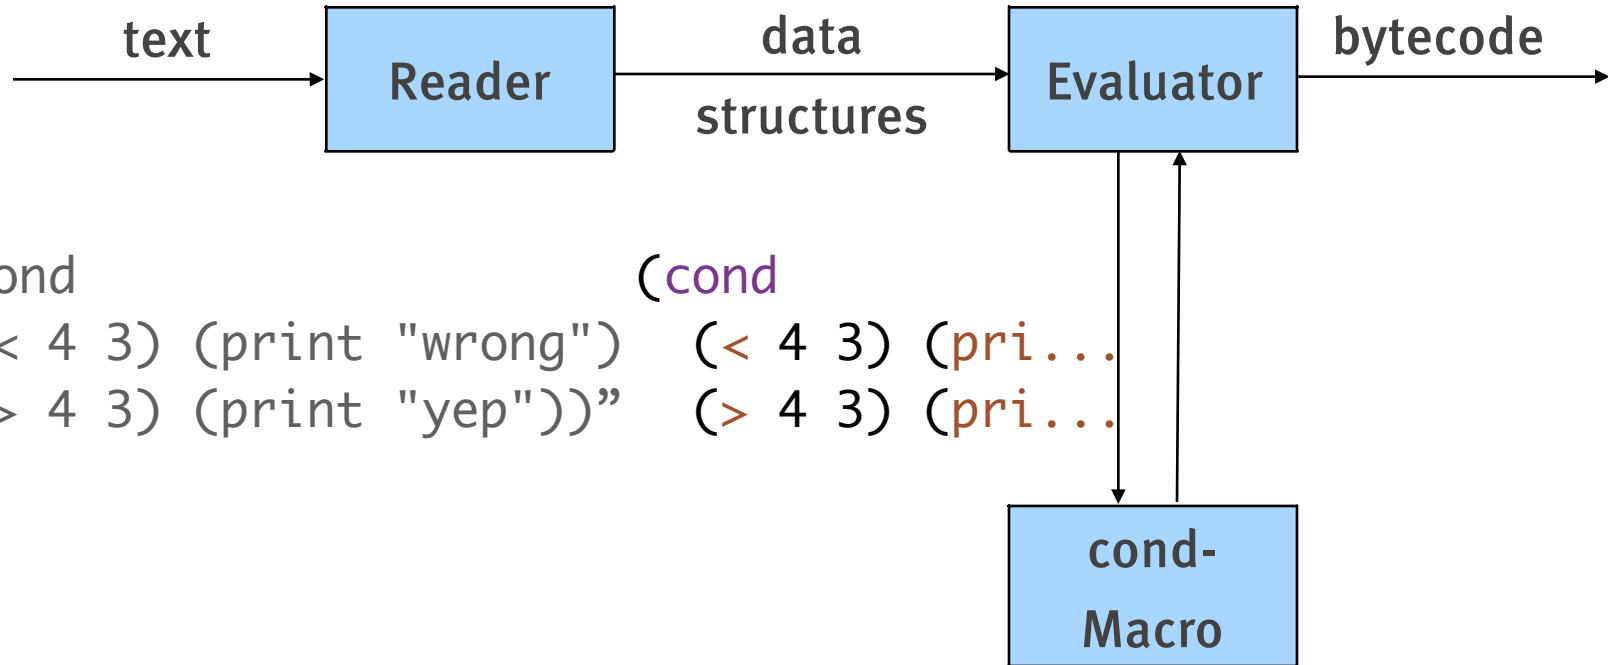 text
Reader
data
structures
Evaluator
bytecode
ond
< 4 3) (print "wrong")
> 4 3) (print "yep"))”
(cond
(< 4 3) (pri...
(> 4 3) (pri...
cond-
Macro